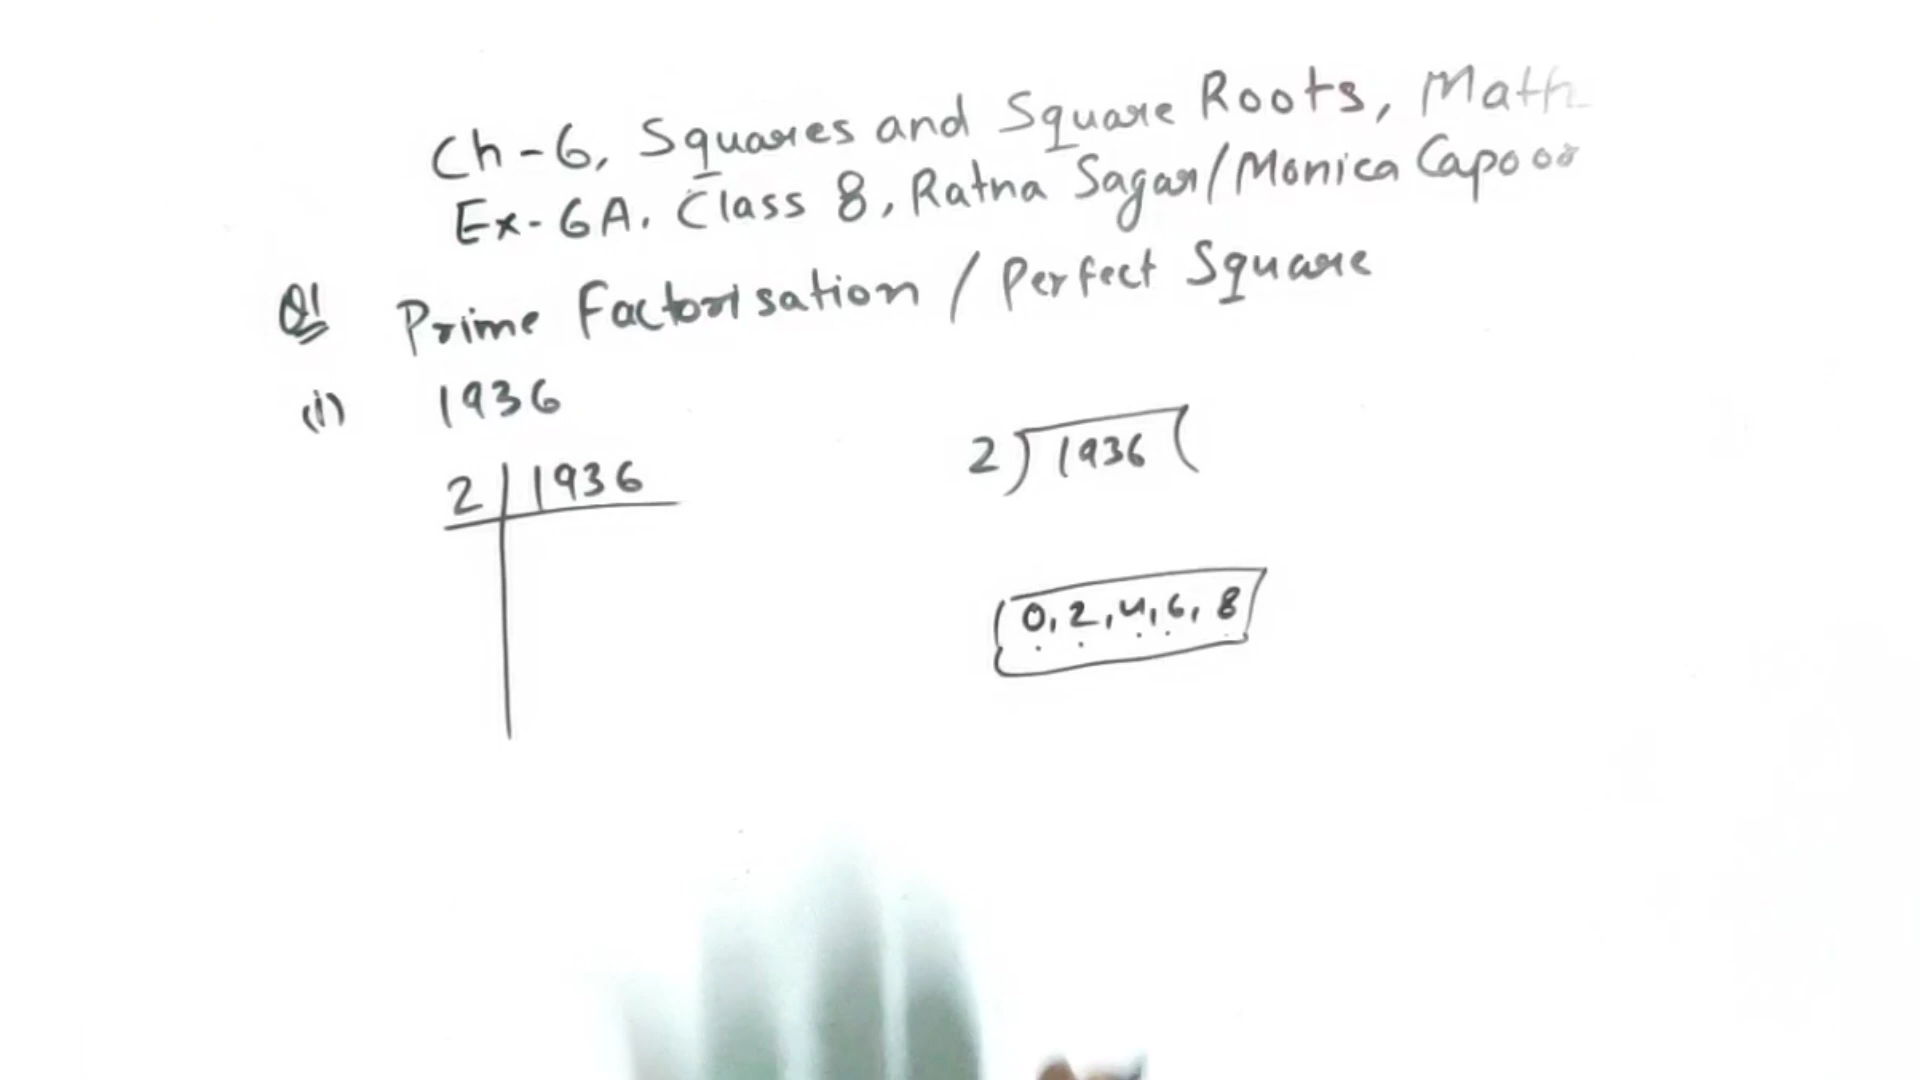 Ch-6, Squares and Square Roots, Math
Ex-6A. Class 8, Ratna Sagar/Monica Capoor
Q1 Prime Factorisation / Perfect Square
(i) 1936
2 | 1936
2 ) 1936 (
0, 2, 4, 6, 8